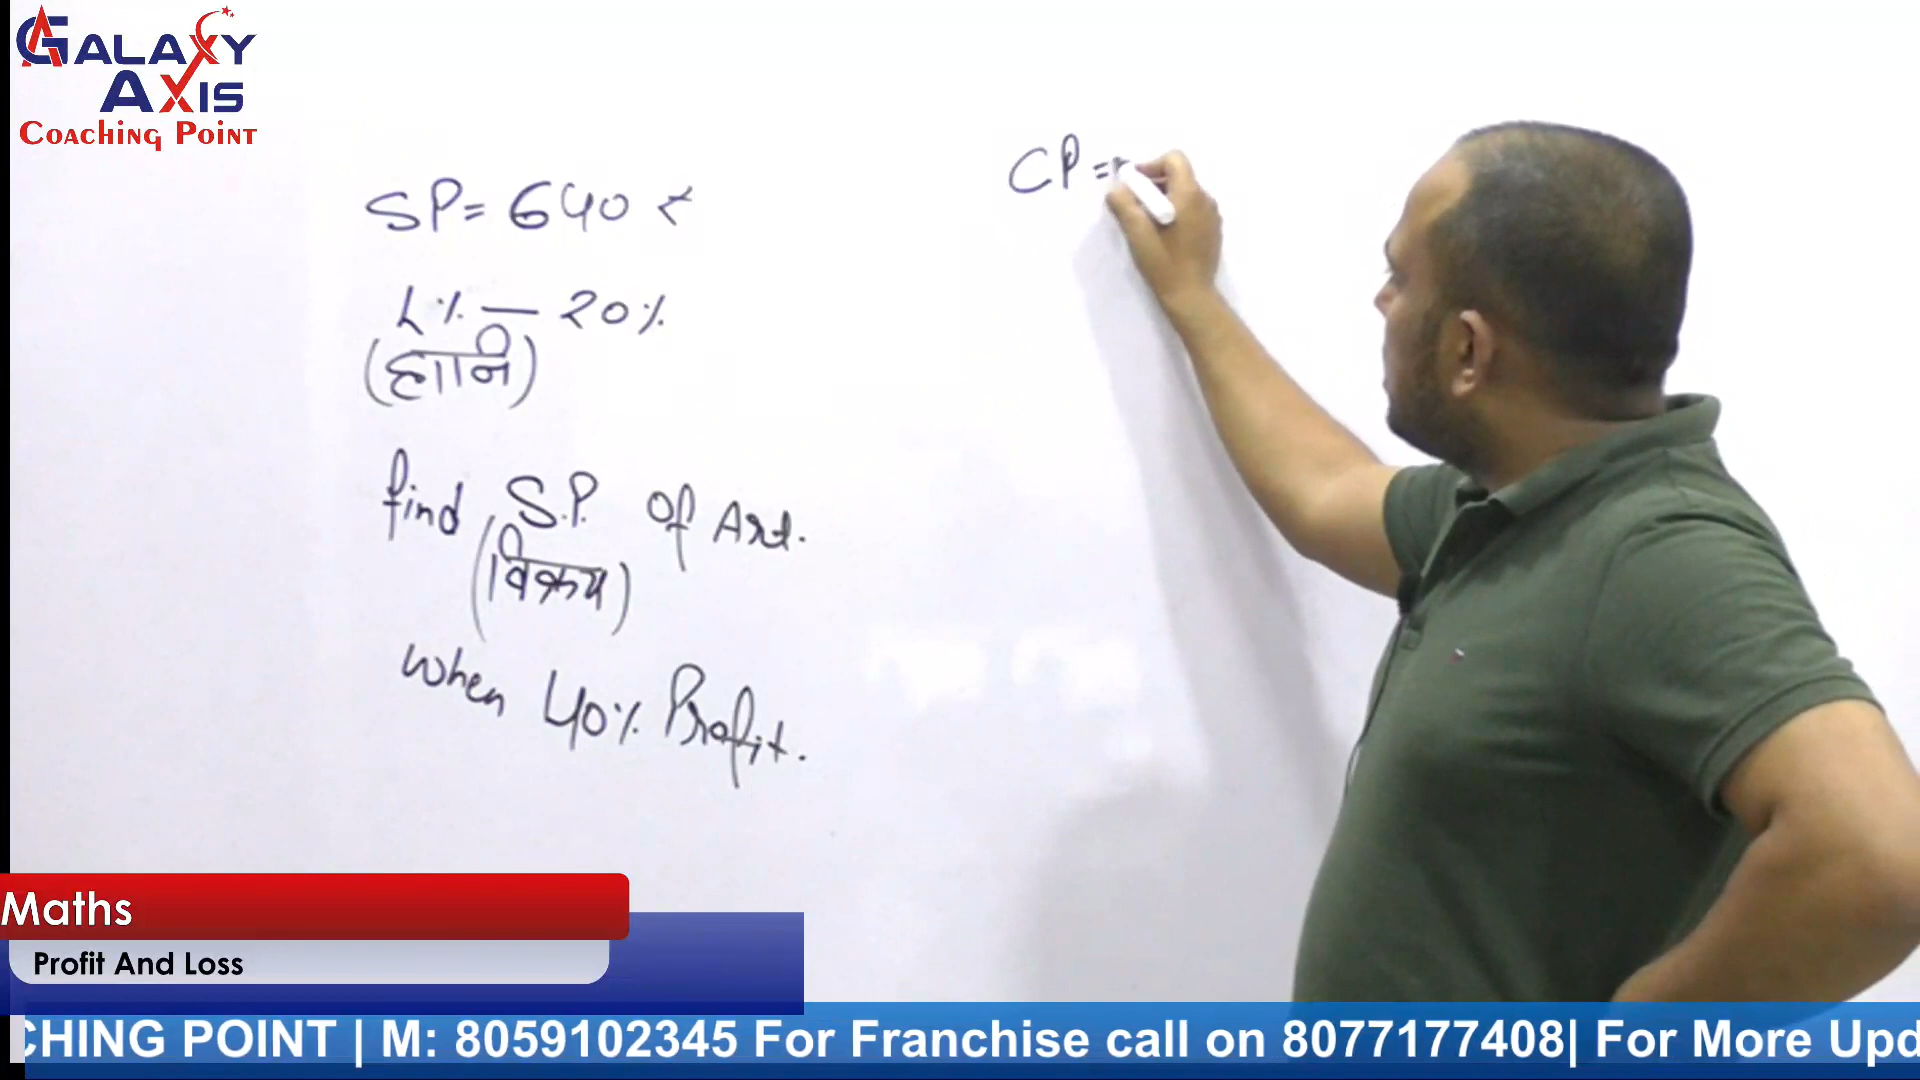 GALAXY
AXIS
COACHING POINT
SP= 640 ₹
L% — 20%
(हानि)
find S.P. of Art.
(विक्रय)
when 40% Profit.
CP =
Maths
Profit And Loss
CHING POINT | M: 8059102345 For Franchise call on 8077177408| For More Upd